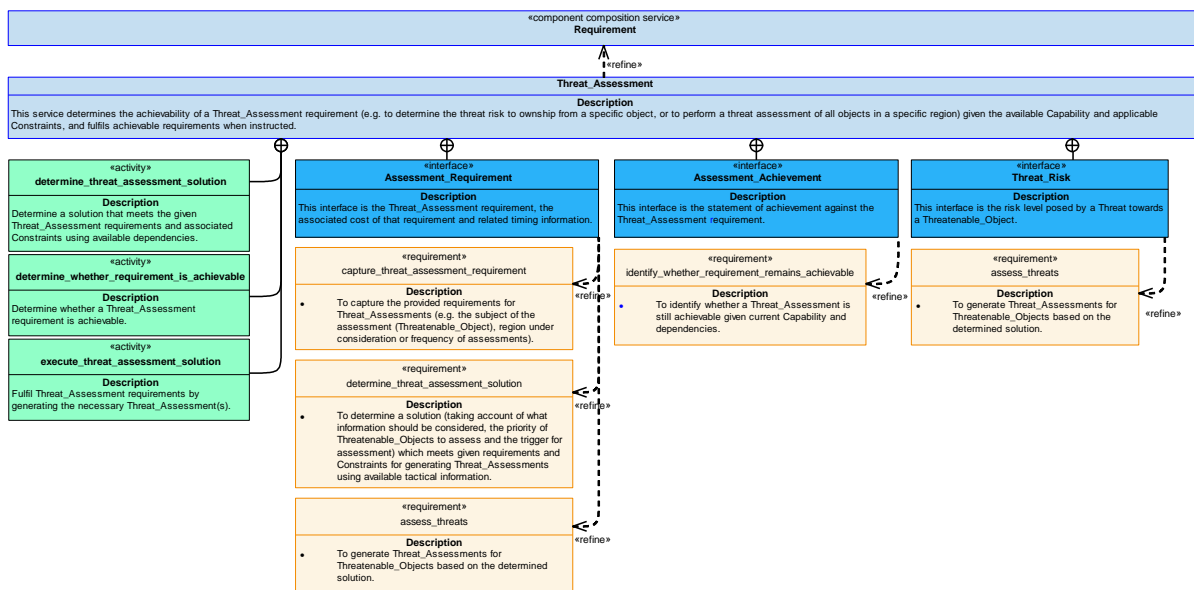 «component composition service»
Requirement
«refine»
Threat_Assessment
Description
This service determines the achievability of a Threat_Assessment requirement (e.g. to determine the threat risk to ownship from a specific object, or to perform a threat assessment of all objects in a specific region) given the available Capability and applicable
Constraints, and fulfils achievable requirements when instructed.
«activity»
determine_threat_assessment_solution
Description
Determine a solution that meets the given
Threat_Assessment requirements and associated
Constraints using available dependencies.
«activity»
determine_whether_requirement_is_achievable
Description
Determine whether a Threat_Assessment
requirement is achievable.
«activity»
execute_threat_assessment_solution
Description
Fulfil Threat_Assessment requirements by
generating the necessary Threat_Assessment(s).
«interface»
Assessment_Requirement
Description
This interface is the Threat_Assessment requirement, the
associated cost of that requirement and related timing information.
«requirement»
capture_threat_assessment_requirement
Description
• To capture the provided requirements for
Threat_Assessments (e.g. the subject of the
assessment (Threatenable_Object), region under
consideration or frequency of assessments).
«refine»
«requirement»
determine_threat_assessment_solution
Description
• To determine a solution (taking account of what
information should be considered, the priority of
Threatenable_Objects to assess and the trigger for
assessment) which meets given requirements and
Constraints for generating Threat_Assessments
using available tactical information.
«refine»
«requirement»
assess_threats
Description
• To generate Threat_Assessments for
Threatenable_Objects based on the determined
solution.
«refine»
«interface»
Assessment_Achievement
Description
This interface is the statement of achievement against the
Threat_Assessment requirement.
«requirement»
identify_whether_requirement_remains_achievable
Description
• To identify whether a Threat_Assessment is
still achievable given current Capability and
dependencies.
«refine»
«interface»
Threat_Risk
Description
This interface is the risk level posed by a Threat towards
a Threatenable_Object.
«requirement»
assess_threats
Description
• To generate Threat_Assessments for
Threatenable_Objects based on the
determined solution.
«refine»